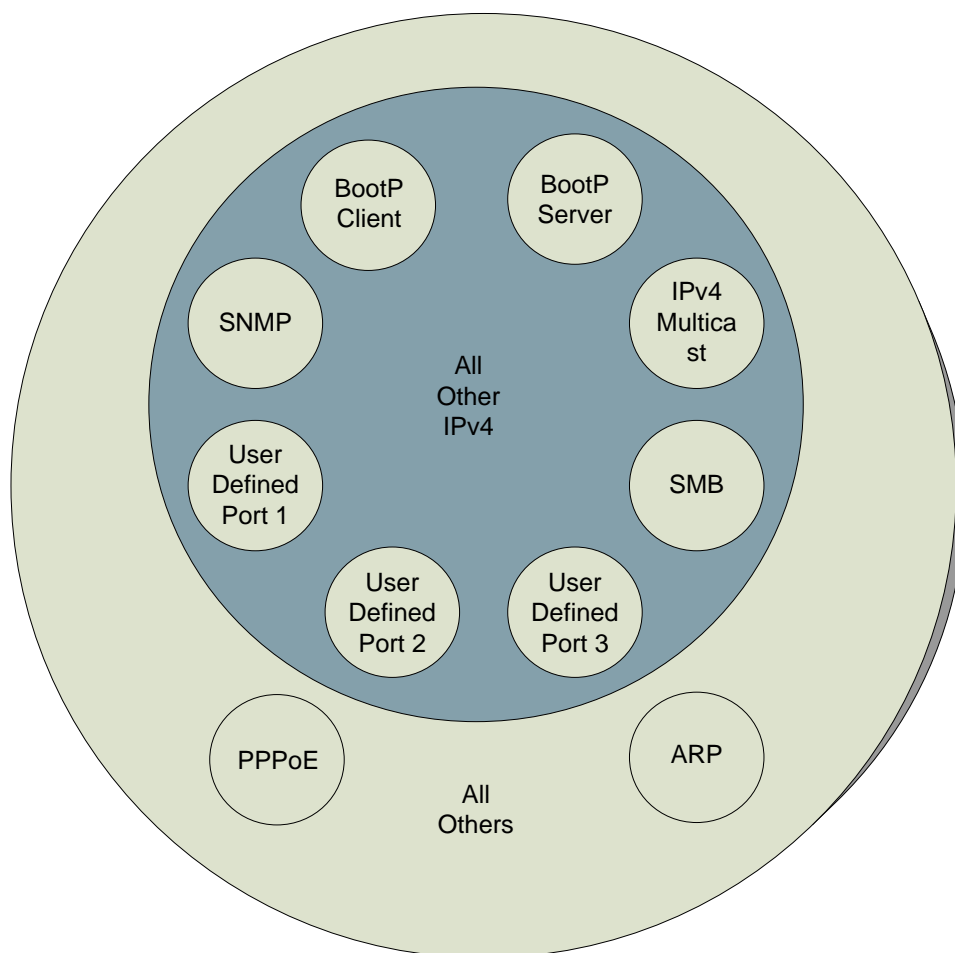 BootP
Client
BootP
Server
SNMP
IPv4
Multica
st
All
Other
IPv4
User
Defined
Port 1
SMB
User
Defined
Port 2
User
Defined
Port 3
PPPoE
ARP
All
Others